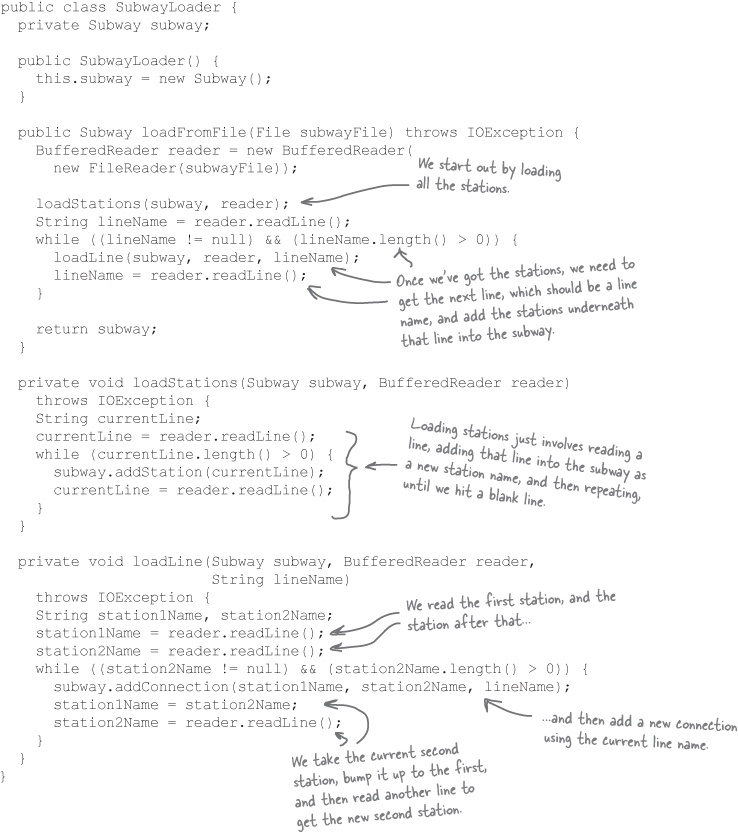 public class SubwayLoader {
private Subway subway;
public SubwayLoader() {
this.subway = new Subway();
}
public Subway loadFromFile(File subwayFile) throws IOException {
BufferedReader reader = new BufferedReader(
new FileReader(subwayFile));
We start out by loading
all the stations.
loadStations(subway, reader);
String lineName = reader.readLine();
while ((lineName != null) && (lineName.length() > 0)) {
loadLine(subway, reader, lineName);
lineName = reader.readLine();
}
Once we've got the stations, we need to
get the next line, which should be a line
name, and add the stations underneath
that line into the subway.
return subway;
}
private void loadStations(Subway subway, BufferedReader reader)
throws IOException {
String currentLine;
currentLine = reader.readLine();
while (currentLine.length() > 0) {
subway.addStation(currentLine);
currentLine = reader.readLine();
}
}
Loading stations just involves reading a
line, adding that line into the subway as
a new station name, and then repeating,
until we hit a blank line.
private void loadLine(Subway subway, BufferedReader reader,
String lineName)
throws IOException {
String station1Name, station2Name;
station1Name = reader.readLine();
station2Name = reader.readLine();
We read the first station, and the
station after that...
while ((station2Name != null) && (station2Name.length() > 0)) {
subway.addConnection(station1Name, station2Name, lineName);
station1Name = station2Name;
station2Name = reader.readLine();
}
}
}
...and then add a new connection
using the current line name.
We take the current second
station, bump it up to the first,
and then read another line to
get the new second station.